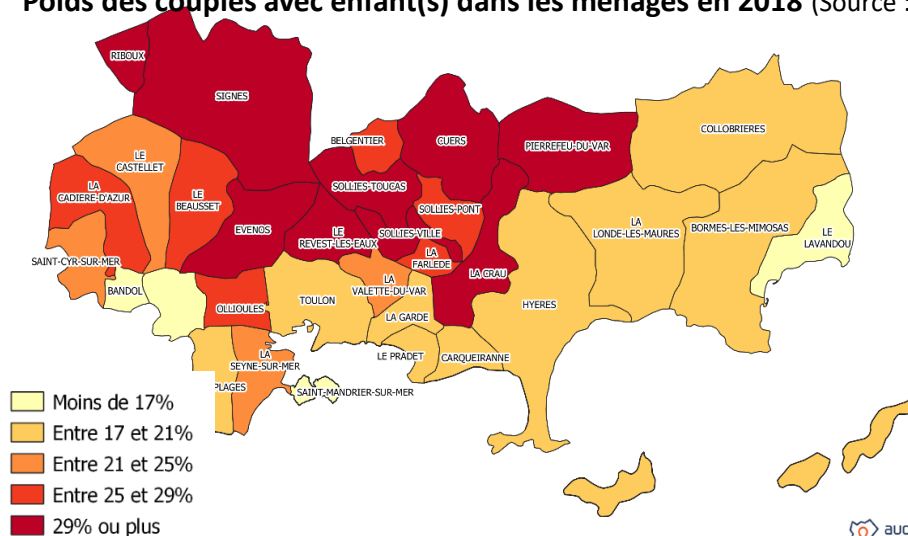 Poids des couples avec enfant(s) dans les ménages en 2018 (Source :
RIBOUX
SIGNES
COLLOBRIERES
BELGENTIER
CUERS
PIERREFEU-DU-VAR
LE
CASTELLET
LA
CADIERE-D'AZUR
LE
BEAUSSET
SOLLIES-TOUCAS
SOLLIES-PONT
EVENOS
LE
REVEST-LES-EAUX
SOLLIES-VILLE
LA
LONDE-LES-MAURES
BORMES-LES-MIMOSAS
LE
LAVANDOU
SAINT-CYR-SUR-MER
LA
FARLEDE
LA CRAU
BANDOL
OLLIOULES
TOULON
LA
VALETTE-DU-VAR
HYERES
LA GARDE
LE PRADET
CARQUEIRANNE
LA
SEYNE-SUR-MER
PLAGES
SAINT-MANDRIER-SUR-MER
Moins de 17%
Entre 17 et 21%
Entre 21 et 25%
Entre 25 et 29%
29% ou plus